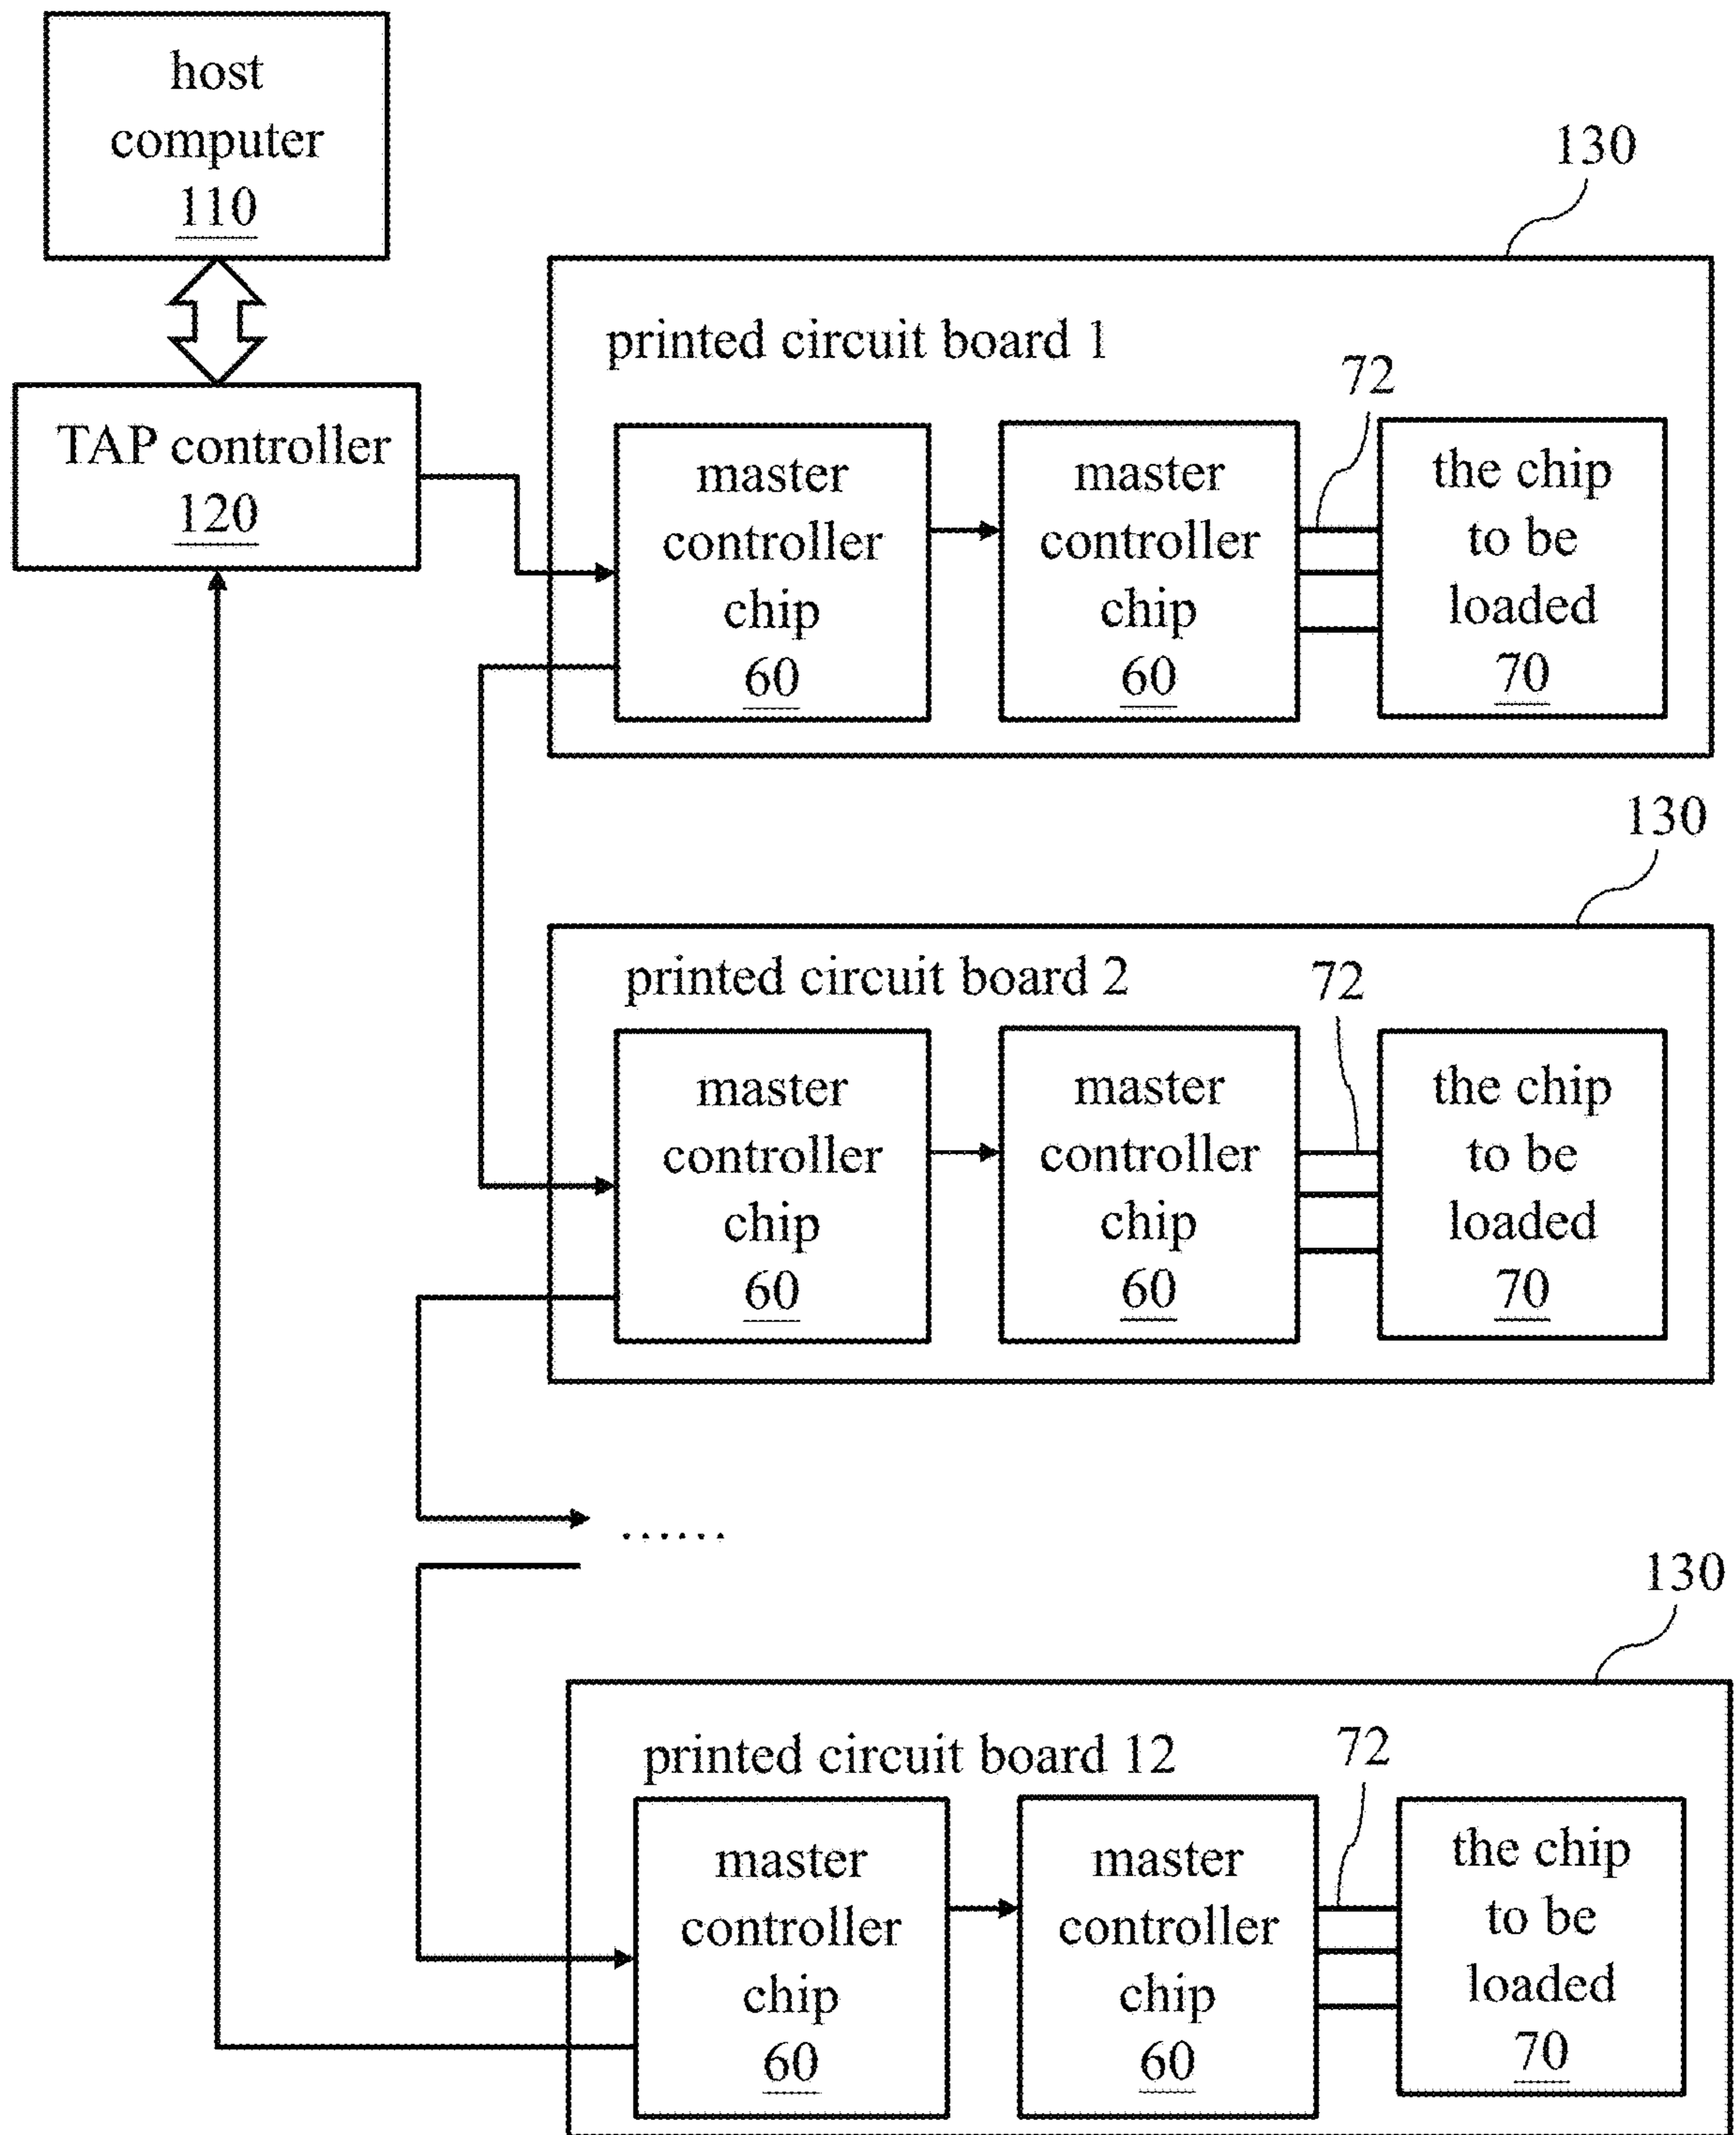 host
computer
110
TAP controller
120
130
printed circuit board 1
72
master
controller
chip
60
master
controller
chip
60
the chip
to be
loaded
70
130
printed circuit board 2
72
master
controller
chip
60
master
controller
chip
60
the chip
to be
loaded
70
......
130
printed circuit board 12
72
master
controller
chip
60
master
controller
chip
60
the chip
to be
loaded
70